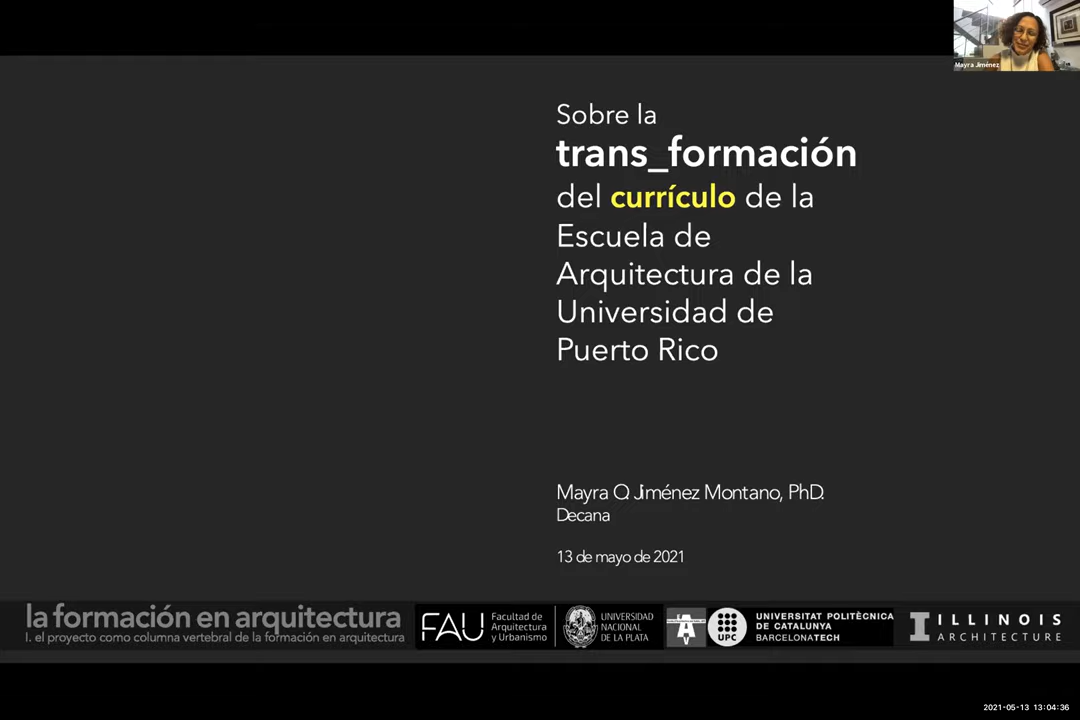 Mayra Jiménez
Sobre la
trans_formación
del currículo de la
Escuela de
Arquitectura de la
Universidad de
Puerto Rico
Mayra O. Jiménez Montano, PhD.
Decana
13 de mayo de 2021
la formación en arquitectura
I. el proyecto como columna vertebral de la formación en arquitectura
FAU
Facultad de
Arquitectura
y Urbanismo
UNIVERSIDAD
NACIONAL
DE LA PLATA
UPC
UNIVERSITAT POLITÈCNICA
DE CATALUNYA
BARCELONATECH
ILLINOIS
ARCHITECTURE
2021-05-13 13:04:36